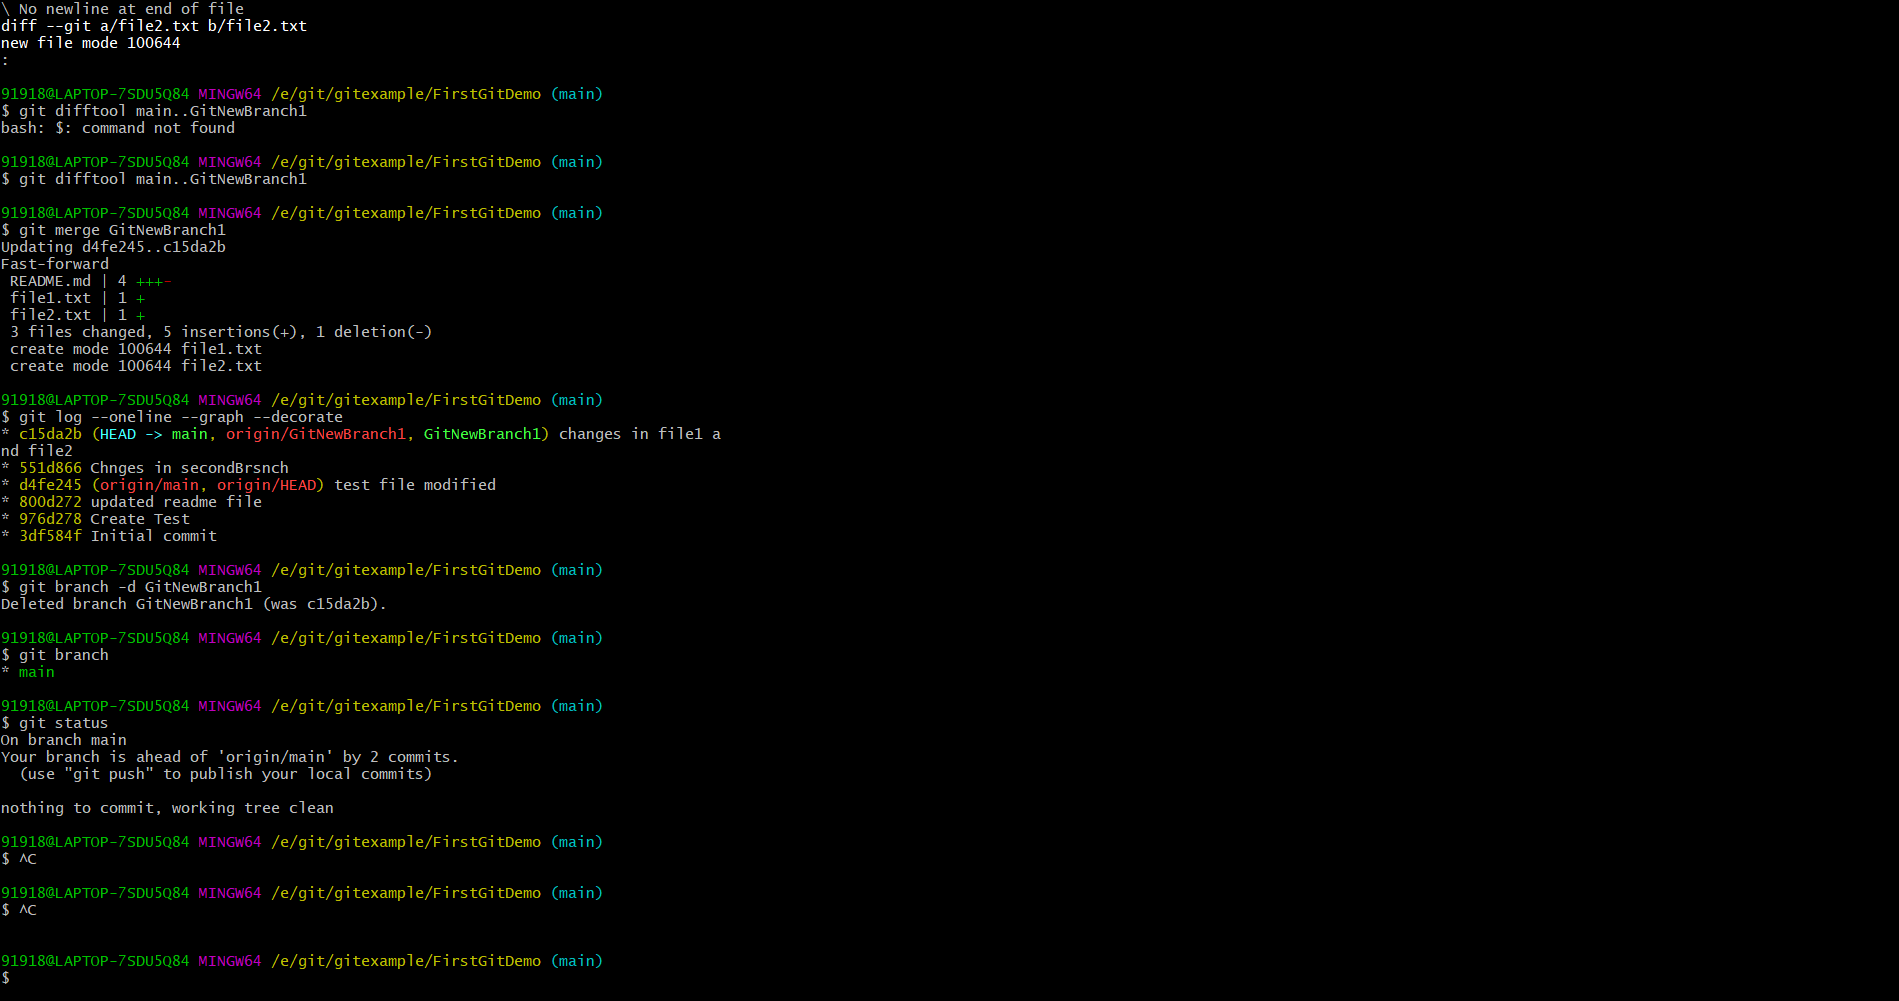 \ No newline at end of file
diff --git a/file2.txt b/file2.txt
new file mode 100644
:
91918@LAPTOP-7SDU5Q84 MINGW64 /e/git/gitexample/FirstGitDemo (main)
$ git difftool main..GitNewBranch1
bash: $: command not found
91918@LAPTOP-7SDU5Q84 MINGW64 /e/git/gitexample/FirstGitDemo (main)
$ git difftool main..GitNewBranch1
91918@LAPTOP-7SDU5Q84 MINGW64 /e/git/gitexample/FirstGitDemo (main)
$ git merge GitNewBranch1
Updating d4fe245..c15da2b
Fast-forward
 README.md | 4 +++-
 file1.txt | 1 +
 file2.txt | 1 +
 3 files changed, 5 insertions(+), 1 deletion(-)
 create mode 100644 file1.txt
 create mode 100644 file2.txt
91918@LAPTOP-7SDU5Q84 MINGW64 /e/git/gitexample/FirstGitDemo (main)
$ git log --oneline --graph --decorate
* c15da2b (HEAD -> main, origin/GitNewBranch1, GitNewBranch1) changes in file1 a
nd file2
* 551d866 Chnges in secondBrsnch
* d4fe245 (origin/main, origin/HEAD) test file modified
* 800d272 updated readme file
* 976d278 Create Test
* 3df584f Initial commit
91918@LAPTOP-7SDU5Q84 MINGW64 /e/git/gitexample/FirstGitDemo (main)
$ git branch -d GitNewBranch1
Deleted branch GitNewBranch1 (was c15da2b).
91918@LAPTOP-7SDU5Q84 MINGW64 /e/git/gitexample/FirstGitDemo (main)
$ git branch
* main
91918@LAPTOP-7SDU5Q84 MINGW64 /e/git/gitexample/FirstGitDemo (main)
$ git status
On branch main
Your branch is ahead of 'origin/main' by 2 commits.
  (use "git push" to publish your local commits)
nothing to commit, working tree clean
91918@LAPTOP-7SDU5Q84 MINGW64 /e/git/gitexample/FirstGitDemo (main)
$ ^C
91918@LAPTOP-7SDU5Q84 MINGW64 /e/git/gitexample/FirstGitDemo (main)
$ ^C
91918@LAPTOP-7SDU5Q84 MINGW64 /e/git/gitexample/FirstGitDemo (main)
$